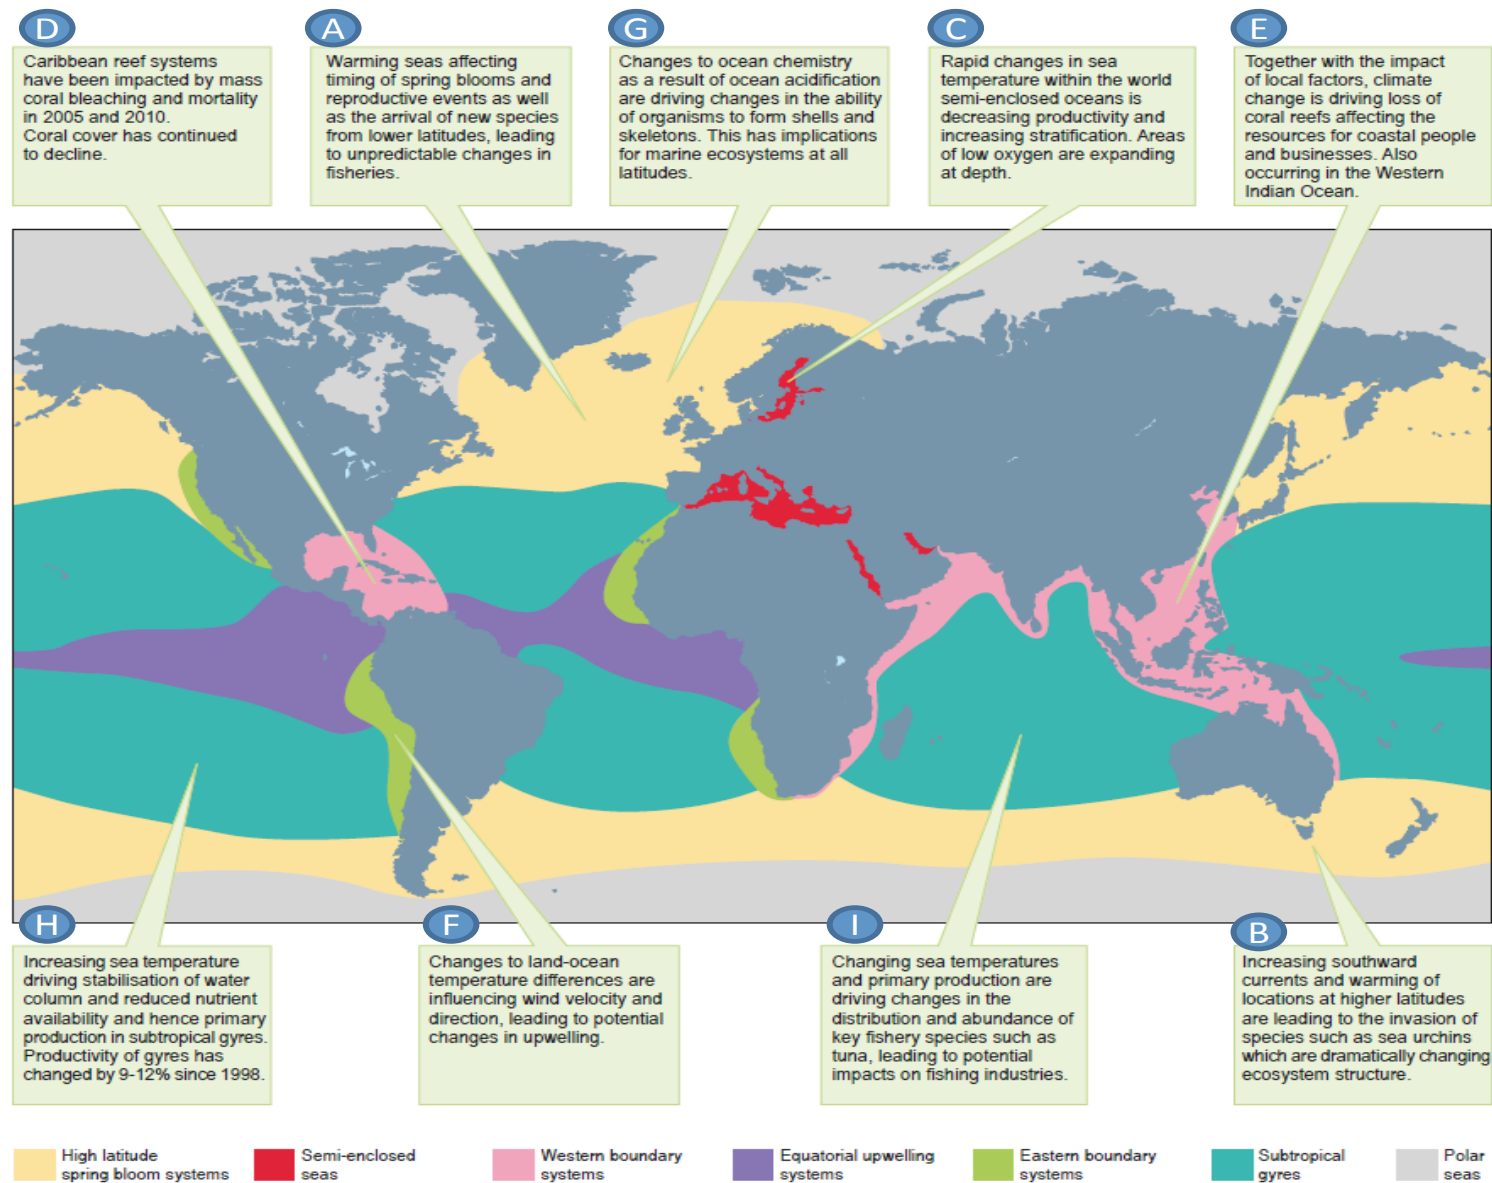 D
Caribbean reef systems
have been impacted by mass
coral bleaching and mortality
in 2005 and 2010.
Coral cover has continued
to decline.
A
Warming seas affecting
timing of spring blooms and
reproductive events as well
as the arrival of new species
from lower latitudes, leading
to unpredictable changes in
fisheries.
G
Changes to ocean chemistry
as a result of ocean acidification
are driving changes in the ability
of organisms to form shells and
skeletons. This has implications
for marine ecosystems at all
latitudes.
C
Rapid changes in sea
temperature within the world
semi-enclosed oceans is
decreasing productivity and
increasing stratification. Areas
of low oxygen are expanding
at depth.
E
Together with the impact
of local factors, climate
change is driving loss of
coral reefs affecting the
resources for coastal people
and businesses. Also
occurring in the Western
Indian Ocean.
H
Increasing sea temperature
driving stabilisation of water
column and reduced nutrient
availability and hence primary
production in subtropical gyres.
Productivity of gyres has
changed by 9-12% since 1998.
F
Changes to land-ocean
temperature differences are
influencing wind velocity and
direction, leading to potential
changes in upwelling.
I
Changing sea temperatures
and primary production are
driving changes in the
distribution and abundance of
key fishery species such as
tuna, leading to potential
impacts on fishing industries.
B
Increasing southward
currents and warming of
locations at higher latitudes
are leading to the invasion of
species such as sea urchins
which are dramatically changing
ecosystem structure.
High latitude
spring bloom systems
Semi-enclosed
seas
Western boundary
systems
Equatorial upwelling
systems
Eastern boundary
systems
Subtropical
gyres
Polar
seas